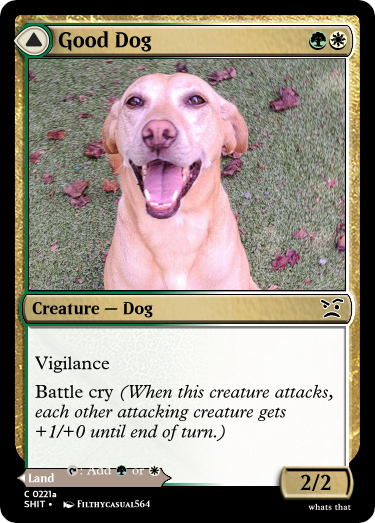 Good Dog
Creature — Dog
Vigilance
Battle cry (When this creature attacks,
each other attacking creature gets
+1/+0 until end of turn.)
: Add or
Land
2/2
C 0221a
SHIT • FILTHYCASUAL564
whats that